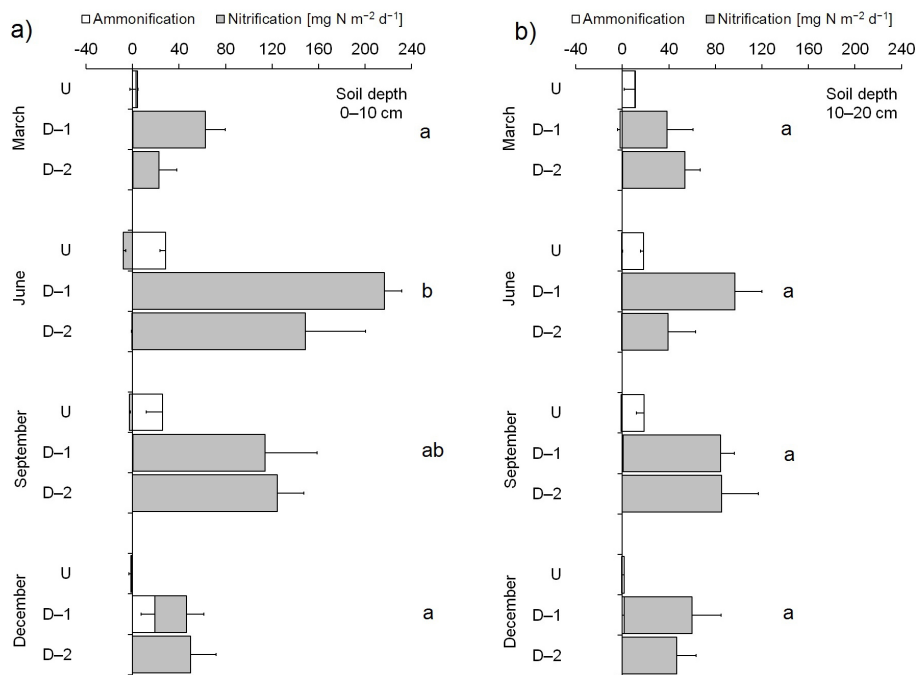 a)
Ammonification Nitrification [mg N m⁻² d⁻¹]
-40 0 40 80 120 160 200 240
Soil depth
0–10 cm
March
U
D–1
a
D–2
June
U
D–1
b
D–2
September
U
D–1
ab
D–2
December
U
D–1
a
D–2
b)
Ammonification Nitrification [mg N m⁻² d⁻¹]
-40 0 40 80 120 160 200 240
Soil depth
10–20 cm
March
U
D–1
a
D–2
June
U
D–1
a
D–2
September
U
D–1
a
D–2
December
U
D–1
a
D–2